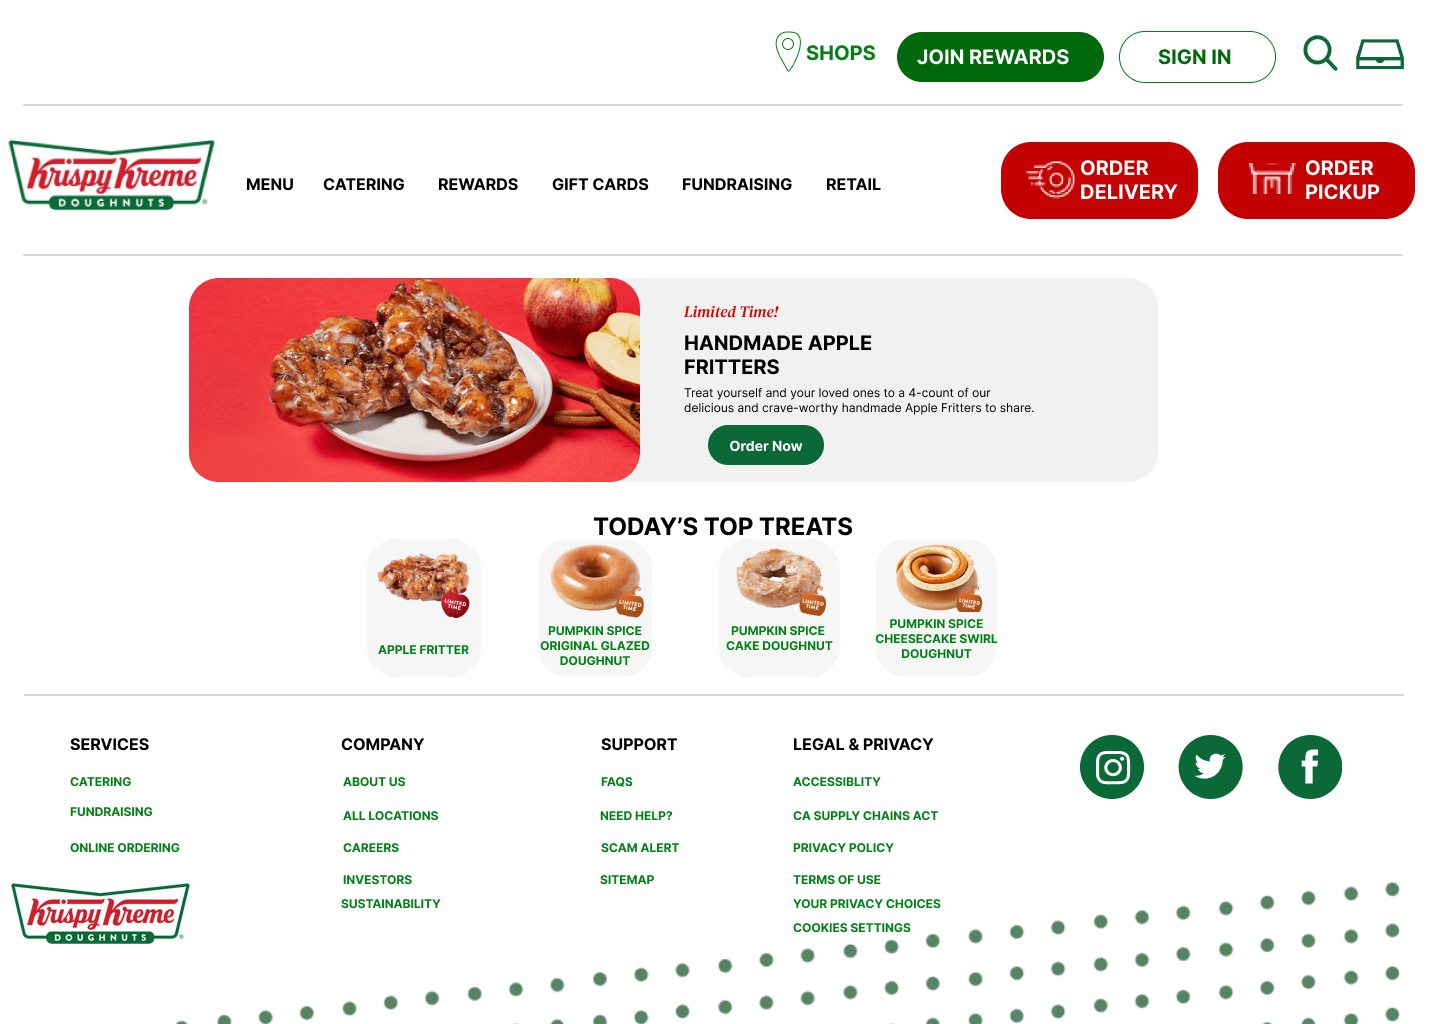 SHOPS
JOIN REWARDS
SIGN IN
Krispy Kreme
DOUGHNUTS
MENU
CATERING
REWARDS
GIFT CARDS
FUNDRAISING
RETAIL
ORDER
DELIVERY
ORDER
PICKUP
Limited Time!
HANDMADE APPLE
FRITTERS
Treat yourself and your loved ones to a 4-count of our
delicious and crave-worthy handmade Apple Fritters to share.
Order Now
TODAY’S TOP TREATS
LIMITED
TIME
APPLE FRITTER
LIMITED
TIME
PUMPKIN SPICE
ORIGINAL GLAZED
DOUGHNUT
LIMITED
TIME
PUMPKIN SPICE
CAKE DOUGHNUT
LIMITED
TIME
PUMPKIN SPICE
CHEESECAKE SWIRL
DOUGHNUT
SERVICES
CATERING
FUNDRAISING
ONLINE ORDERING
COMPANY
ABOUT US
ALL LOCATIONS
CAREERS
INVESTORS
SUSTAINABILITY
SUPPORT
FAQS
NEED HELP?
SCAM ALERT
SITEMAP
LEGAL & PRIVACY
ACCESSIBLITY
CA SUPPLY CHAINS ACT
PRIVACY POLICY
TERMS OF USE
YOUR PRIVACY CHOICES
COOKIES SETTINGS
Krispy Kreme
DOUGHNUTS